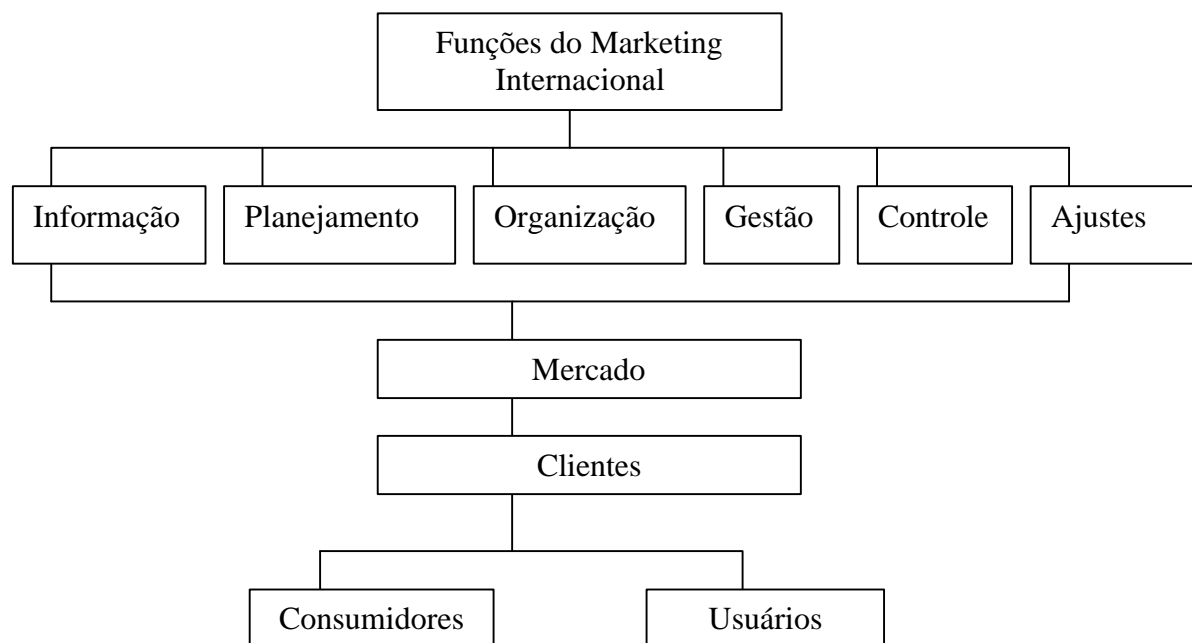 Funções do Marketing
Internacional
Informação
Planejamento
Organização
Gestão
Controle
Ajustes
Mercado
Clientes
Consumidores
Usuários